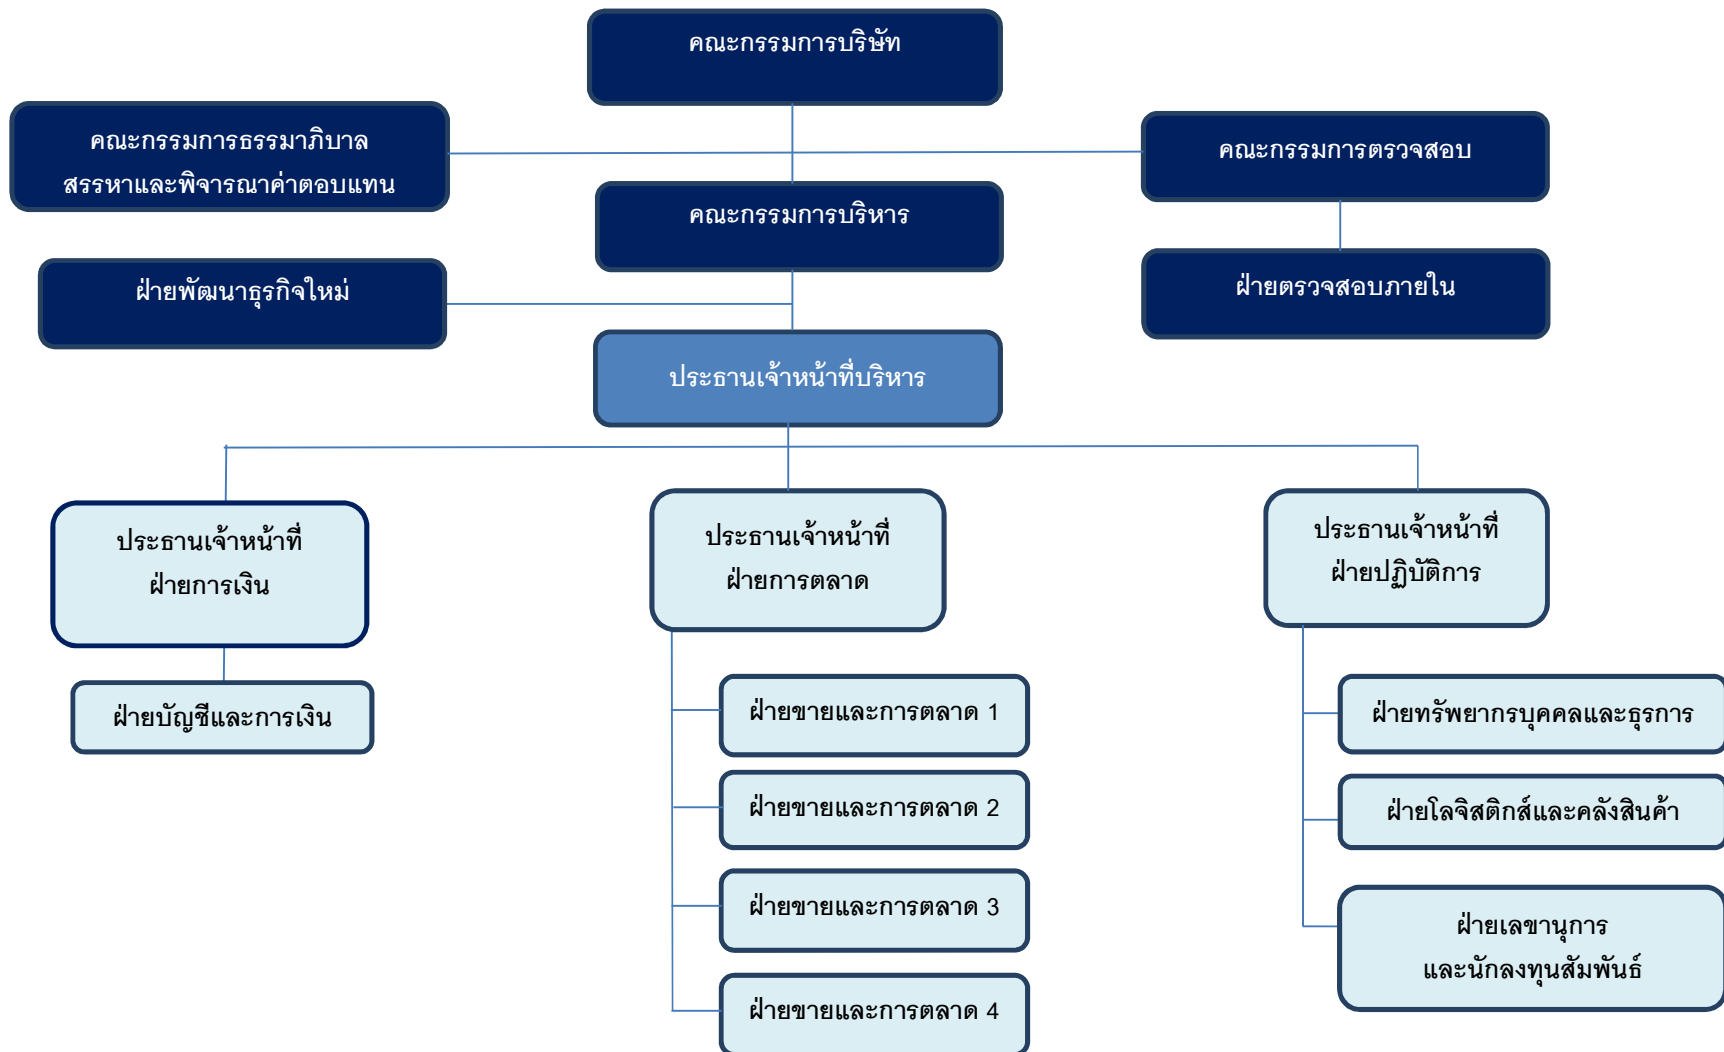 คณะกรรมการบริษัท
คณะกรรมการธรรมาภิบาล
สรรหาและพิจารณาค่าตอบแทน
คณะกรรมการตรวจสอบ
คณะกรรมการบริหาร
ฝ่ายพัฒนาธุรกิจใหม่
ฝ่ายตรวจสอบภายใน
ประธานเจ้าหน้าที่บริหาร
ประธานเจ้าหน้าที่
ฝ่ายการเงิน
ประธานเจ้าหน้าที่
ฝ่ายการตลาด
ประธานเจ้าหน้าที่
ฝ่ายปฏิบัติการ
ฝ่ายบัญชีและการเงิน
ฝ่ายขายและการตลาด 1
ฝ่ายขายและการตลาด 2
ฝ่ายขายและการตลาด 3
ฝ่ายขายและการตลาด 4
ฝ่ายทรัพยากรบุคคลและธุรการ
ฝ่ายโลจิสติกส์และคลังสินค้า
ฝ่ายเลขานุการ
และนักลงทุนสัมพันธ์